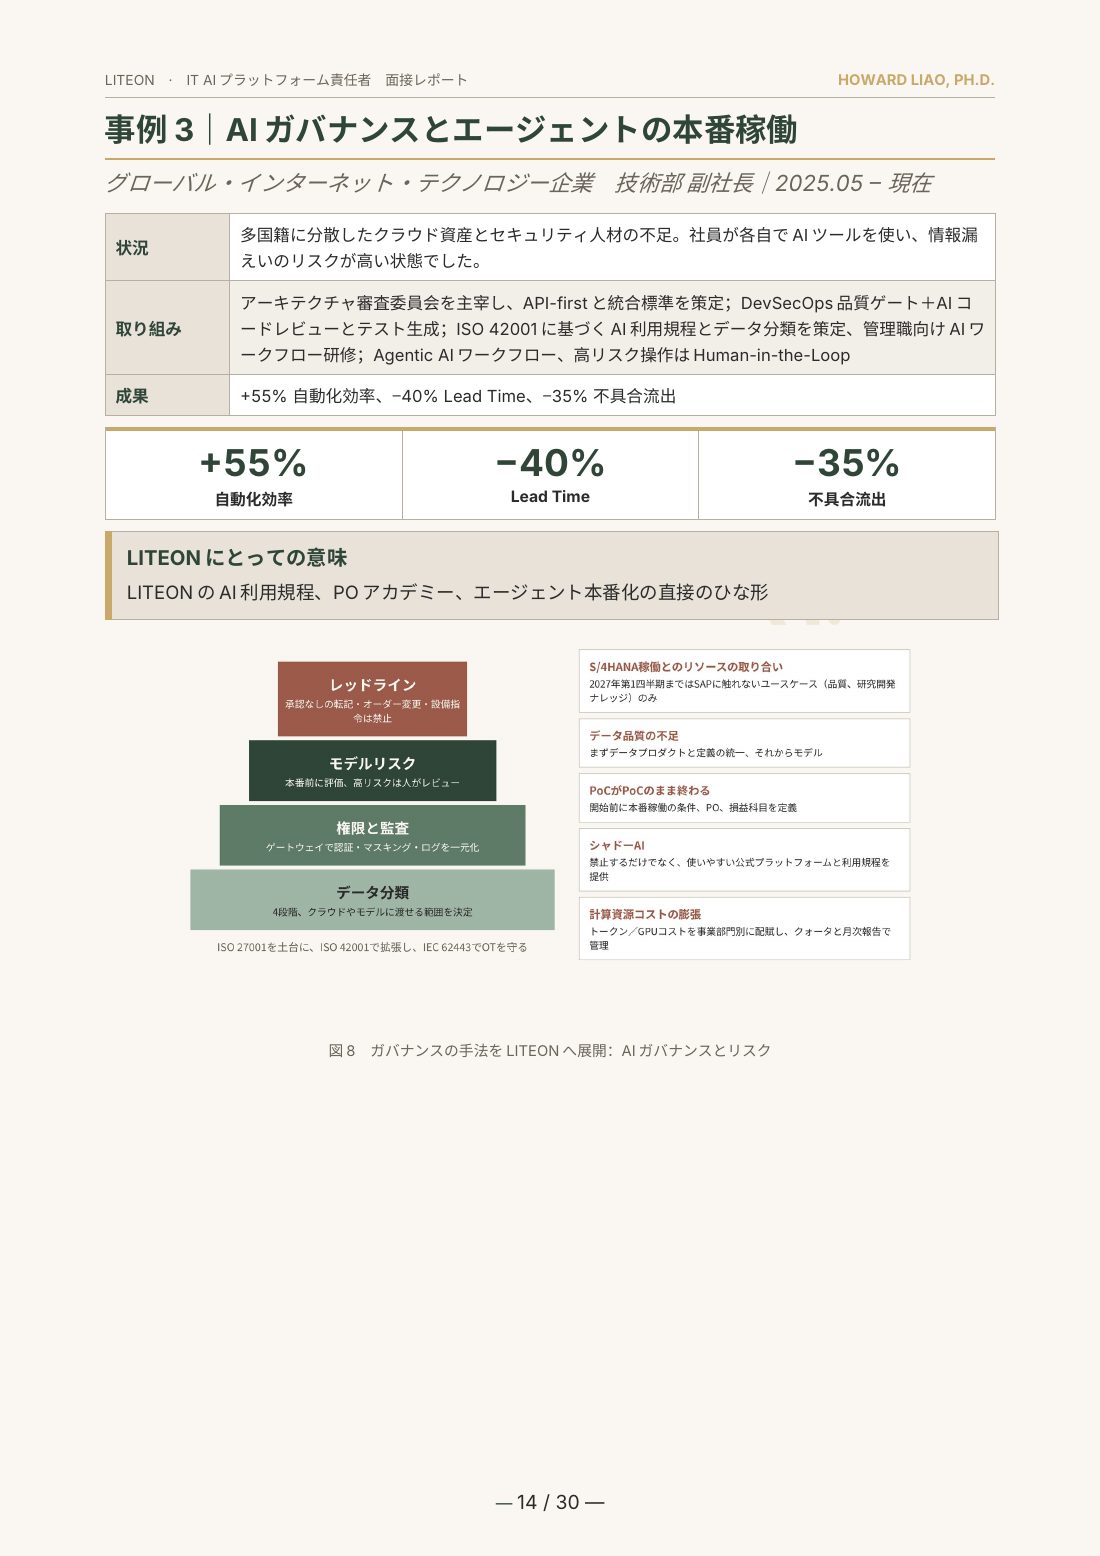 LITEON · IT AI プラットフォーム責任者 面接レポート
HOWARD LIAO, PH.D.
事例 3｜AI ガバナンスとエージェントの本番稼働
グローバル・インターネット・テクノロジー企業 技術部 副社長｜2025.05 – 現在
状況
多国籍に分散したクラウド資産とセキュリティ人材の不足。社員が各自で AI ツールを使い、情報漏
えいのリスクが高い状態でした。
取り組み
アーキテクチャ審査委員会を主宰し、API-first と統合標準を策定；DevSecOps 品質ゲート＋AI コ
ードレビューとテスト生成；ISO 42001 に基づく AI 利用規程とデータ分類を策定、管理職向け AI ワ
ークフロー研修；Agentic AI ワークフロー、高リスク操作は Human-in-the-Loop
成果
+55% 自動化効率、−40% Lead Time、−35% 不具合流出
+55%
自動化効率
−40%
Lead Time
−35%
不具合流出
LITEON にとっての意味
LITEON の AI 利用規程、PO アカデミー、エージェント本番化の直接のひな形
レッドライン
承認なしの転記・オーダー変更・設備指
令は禁止
モデルリスク
本番前に評価、高リスクは人がレビュー
権限と監査
ゲートウェイで認証・マスキング・ログを一元化
データ分類
4段階、クラウドやモデルに渡せる範囲を決定
ISO 27001を土台に、ISO 42001で拡張し、IEC 62443でOTを守る
S/4HANA稼働とのリソースの取り合い
2027年第1四半期まではSAPに触れないユースケース（品質、研究開発
ナレッジ）のみ
データ品質の不足
まずデータプロダクトと定義の統一、それからモデル
PoCがPoCのまま終わる
開始前に本番稼働の条件、PO、損益科目を定義
シャドーAI
禁止するだけでなく、使いやすい公式プラットフォームと利用規程を
提供
計算資源コストの膨張
トークン／GPUコストを事業部門別に配賦し、クォータと月次報告で
管理
図 8 ガバナンスの手法を LITEON へ展開：AI ガバナンスとリスク
— 14 / 30 —